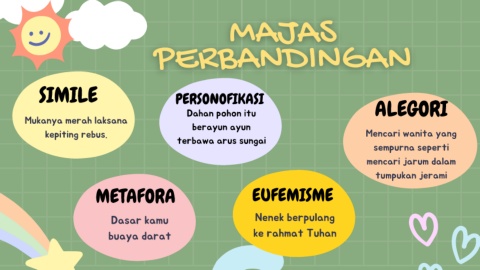 MAJAS
PERBANDINGAN
SIMILE
Mukanya merah laksana
kepiting rebus.
PERSONOFIKASI
Dahan pohon itu
berayun ayun
terbawa arus sungai
ALEGORI
Mencari wanita yang
sempurna seperti
mencari jarum dalam
tumpukan jerami
METAFORA
Dasar kamu
buaya darat
EUFEMISME
Nenek berpulang
ke rahmat Tuhan